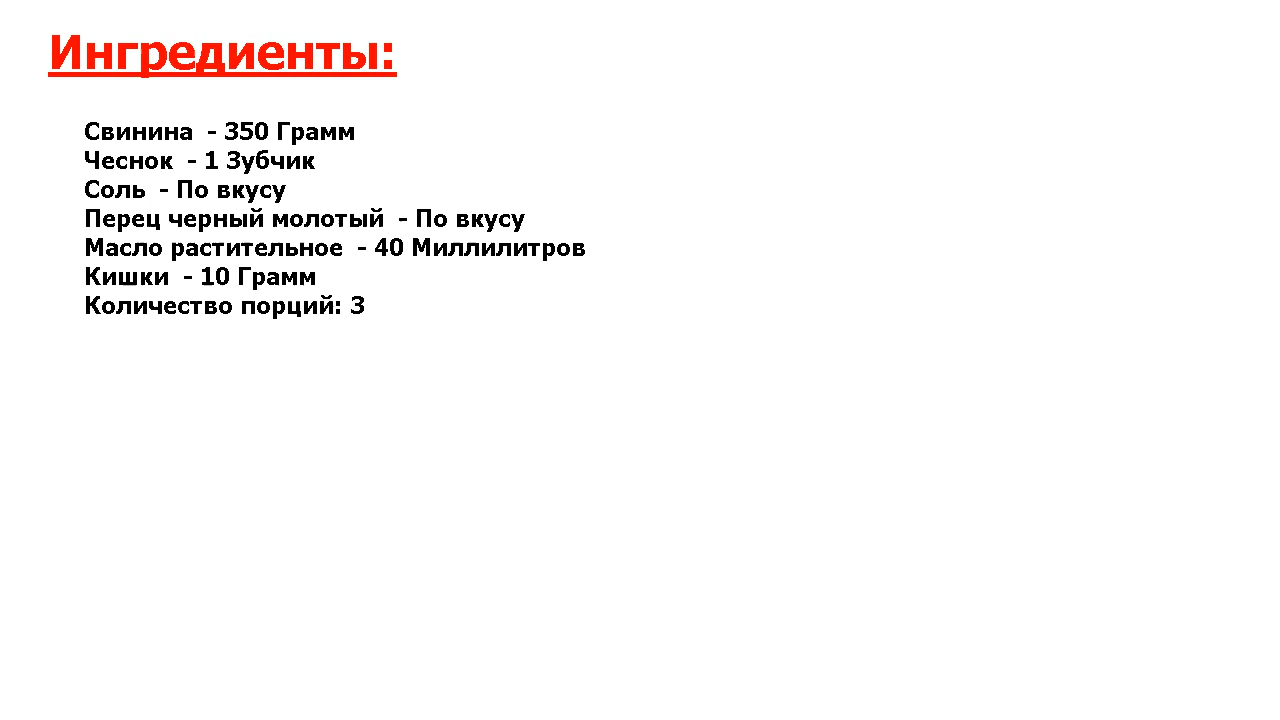 Ингредиенты:
Свинина  - 350 Грамм
Чеснок  - 1 Зубчик
Соль  - По вкусу
Перец черный молотый  - По вкусу
Масло растительное  - 40 Миллилитров
Кишки  - 10 Грамм
Количество порций: 3